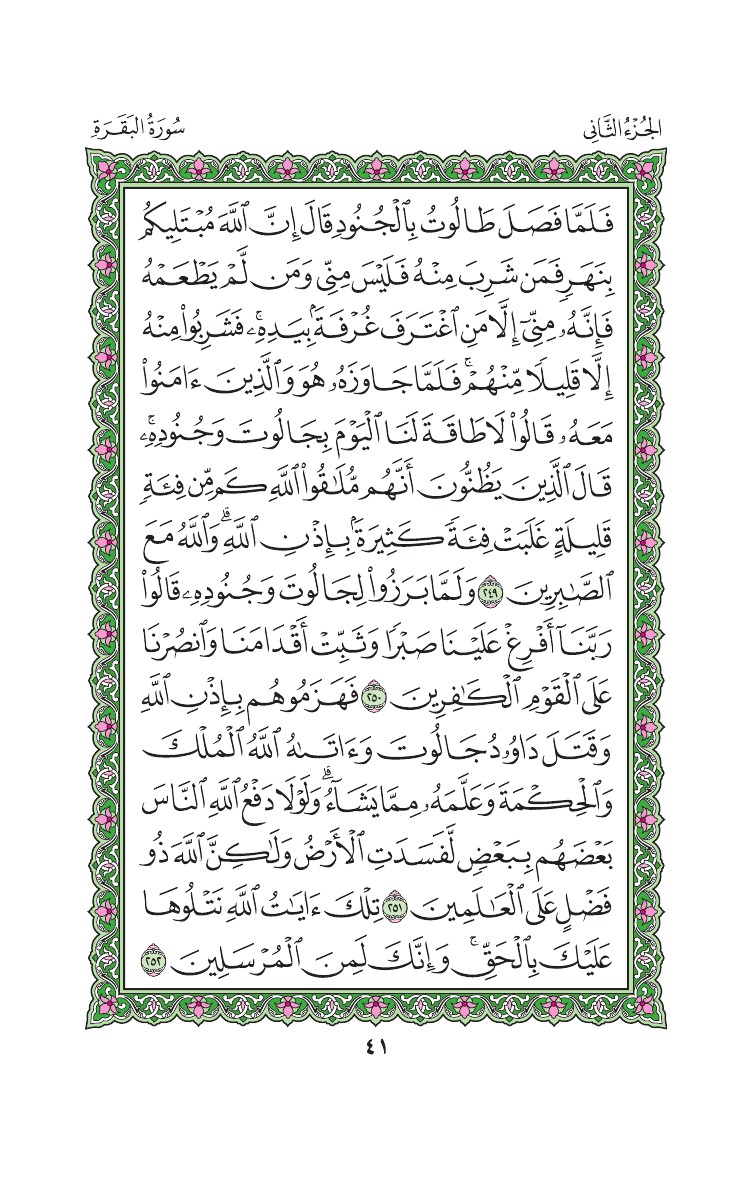 الجُزْءُ الثَّانِي
سُورَةُ البَقَرَةِ
فَلَمَّا فَصَلَ طَالُوتُ بِٱلْجُنُودِ قَالَ إِنَّ ٱللَّهَ مُبْتَلِيكُم
بِنَهَرٍ فَمَن شَرِبَ مِنْهُ فَلَيْسَ مِنِّي وَمَن لَّمْ يَطْعَمْهُ
فَإِنَّهُۥ مِنِّيٓ إِلَّا مَنِ ٱغْتَرَفَ غُرْفَةَۢ بِيَدِهِۦۚ فَشَرِبُوا۟ مِنْهُ
إِلَّا قَلِيلًا مِّنْهُمْۚ فَلَمَّا جَاوَزَهُۥ هُوَ وَٱلَّذِينَ ءَامَنُوا۟
مَعَهُۥ قَالُوا۟ لَا طَاقَةَ لَنَا ٱلْيَوْمَ بِجَالُوتَ وَجُنُودِهِۦۚ
قَالَ ٱلَّذِينَ يَظُنُّونَ أَنَّهُم مُّلَٰقُوا۟ ٱللَّهِ كَم مِّن فِئَةٍ
قَلِيلَةٍ غَلَبَتْ فِئَةً كَثِيرَةَۢ بِإِذْنِ ٱللَّهِۗ وَٱللَّهُ مَعَ
ٱلصَّٰبِرِينَ ٢٤٩ وَلَمَّا بَرَزُوا۟ لِجَالُوتَ وَجُنُودِهِۦ قَالُوا۟
رَبَّنَآ أَفْرِغْ عَلَيْنَا صَبْرًا وَثَبِّتْ أَقْدَامَنَا وَٱنصُرْنَا
عَلَى ٱلْقَوْمِ ٱلْكَٰفِرِينَ ٢٥٠ فَهَزَمُوهُم بِإِذْنِ ٱللَّهِ
وَقَتَلَ دَاوُۥدُ جَالُوتَ وَءَاتَىٰهُ ٱللَّهُ ٱلْمُلْكَ
وَٱلْحِكْمَةَ وَعَلَّمَهُۥ مِمَّا يَشَآءُۗ وَلَوْلَا دَفْعُ ٱللَّهِ ٱلنَّاسَ
بَعْضَهُم بِبَعْضٍ لَّفَسَدَتِ ٱلْأَرْضُ وَلَٰكِنَّ ٱللَّهَ ذُو
فَضْلٍ عَلَى ٱلْعَٰلَمِينَ ٢٥١ تِلْكَ ءَايَٰتُ ٱللَّهِ نَتْلُوهَا
عَلَيْكَ بِٱلْحَقِّۚ وَإِنَّكَ لَمِنَ ٱلْمُرْسَلِينَ ٢٥٢
٤١